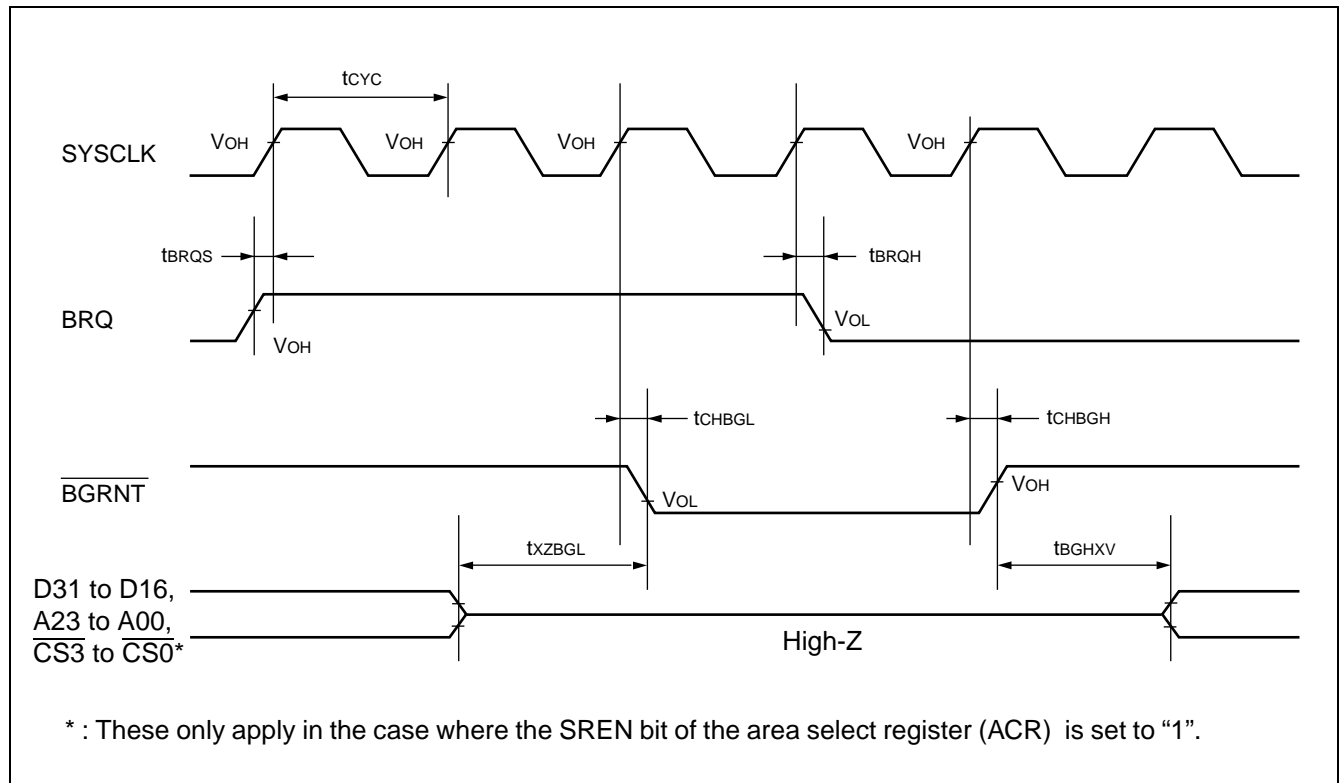 tCYC
VOH VOH VOH VOH
SYSCLK
tBRQS tBRQH
BRQ
VOH
VOL
tCHBGL tCHBGH
BGRNT
VOL
VOH
tXZBGL tBGHXV
D31 to D16,
A23 to A00,
CS3 to CS0*
High-Z
* : These only apply in the case where the SREN bit of the area select register (ACR) is set to “1”.